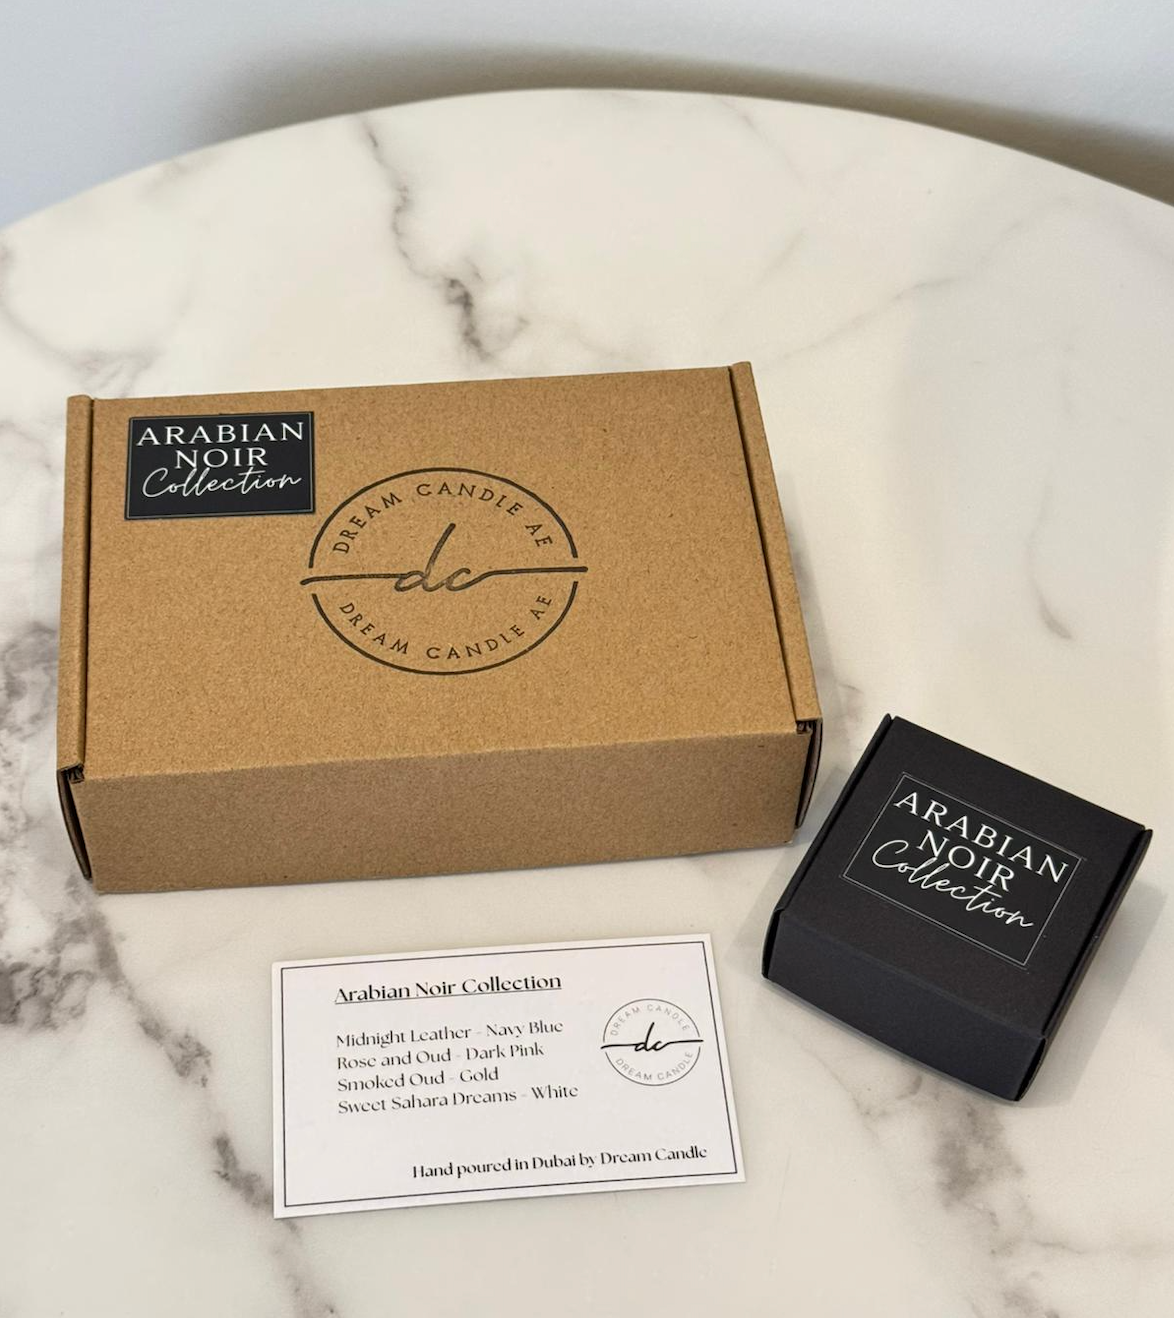 ARABIAN
NOIR
Collection
DREAM CANDLE AE
dc
DREAM CANDLE AE
ARABIAN
NOIR
Collection
Arabian Noir Collection
Midnight Leather - Navy Blue
Rose and Oud - Dark Pink
Smoked Oud - Gold
Sweet Sahara Dreams - White
DREAM CANDLE
dc
DREAM CANDLE
Hand poured in Dubai by Dream Candle